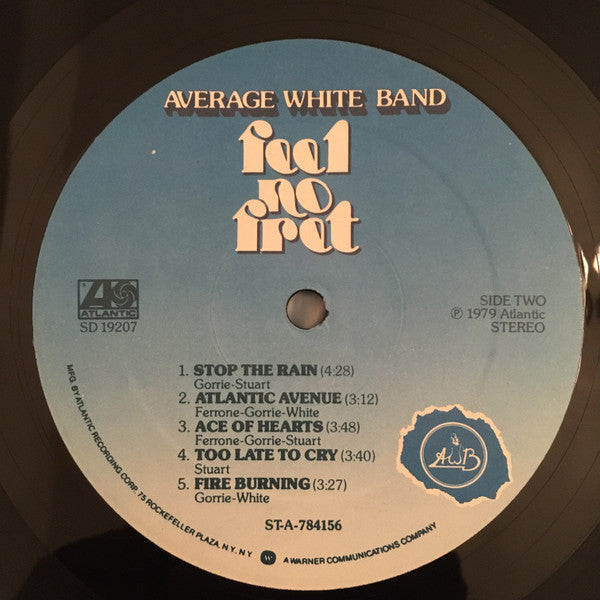 AVERAGE WHITE BAND
feel
no
fret
ATLANTIC
SD 19207
SIDE TWO
℗ 1979 Atlantic
STEREO
1. STOP THE RAIN (4:28)
Gorrie-Stuart
2. ATLANTIC AVENUE (3:12)
Ferrone-Gorrie-White
3. ACE OF HEARTS (3:48)
Ferrone-Gorrie-Stuart
4. TOO LATE TO CRY (3:40)
Stuart
5. FIRE BURNING (3:27)
Gorrie-White
AWB
ST-A-784156
MFG. BY ATLANTIC RECORDING CORP. 75 ROCKEFELLER PLAZA, N.Y. N.Y. W A WARNER COMMUNICATIONS COMPANY